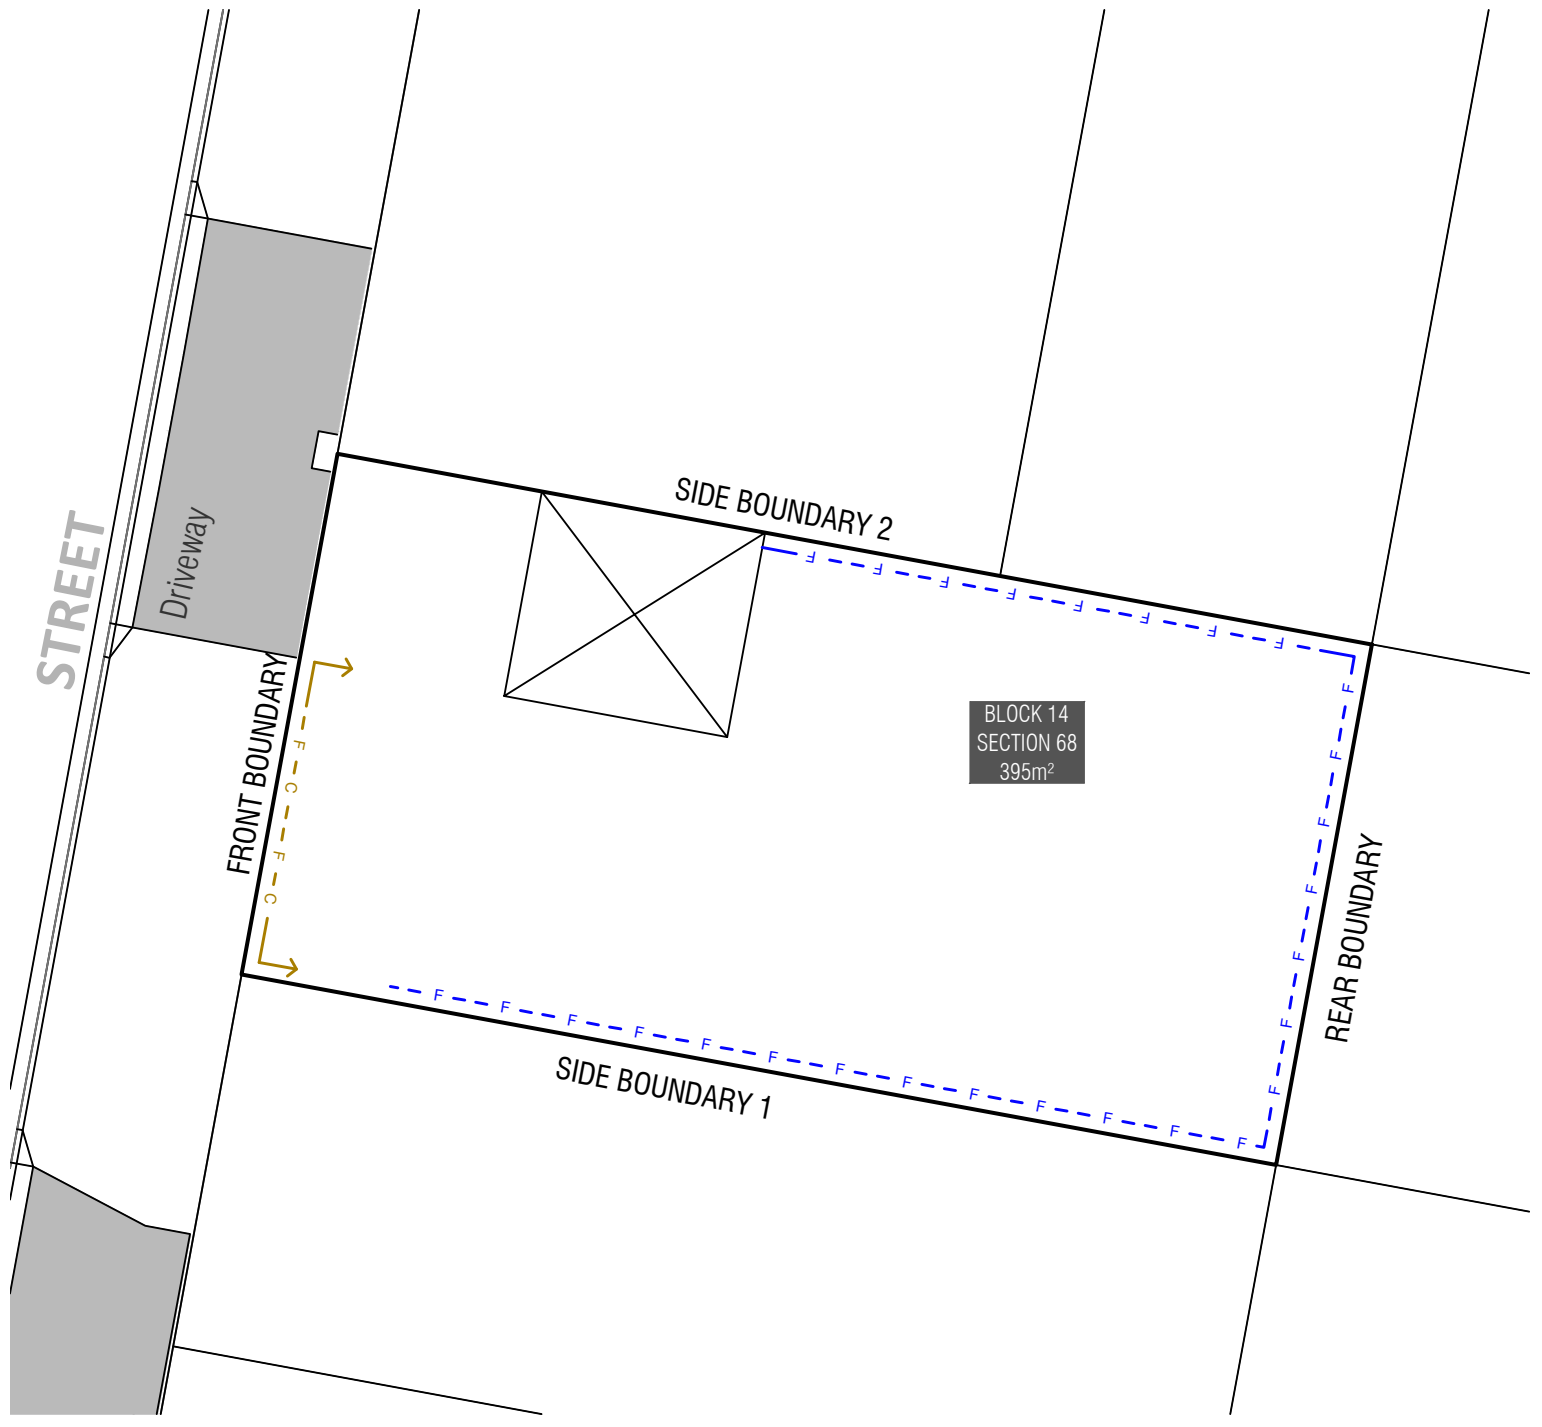 STREET
Driveway
SIDE BOUNDARY 2
F F F F F F F F
FRONT BOUNDARY
F
C
F
C
BLOCK 14
SECTION 68
395m²
F F F F F F F
REAR BOUNDARY
F F F F F F F F F F F F F
SIDE BOUNDARY 1